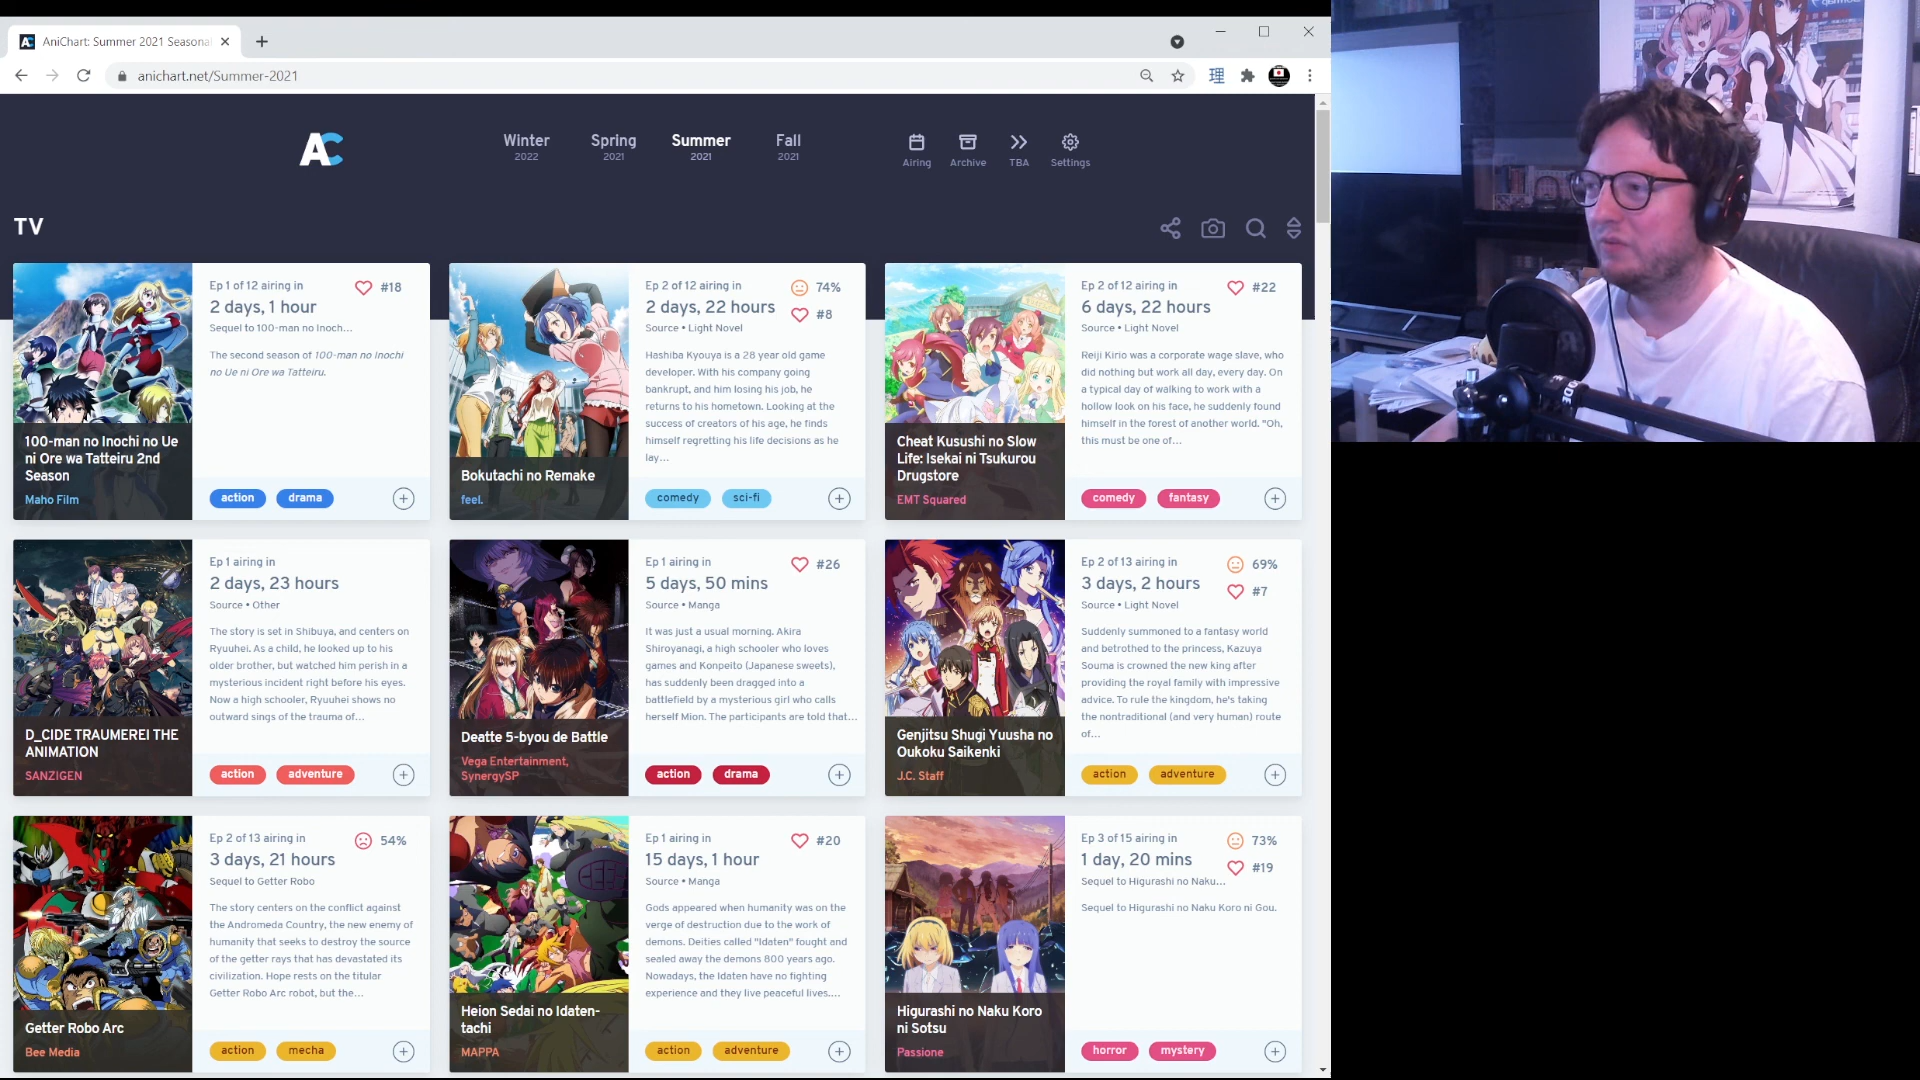 AniChart: Summer 2021 Seasona
anichart.net/Summer-2021
AC
Winter
2022
Spring
2021
Summer
2021
Fall
2021
Airing
Archive
TBA
Settings
TV
Ep 1 of 12 airing in
2 days, 1 hour
#18
Sequel to 100-man no Inoch...
The second season of 100-man no Inochi
no Ue ni Ore wa Tatteiru.
100-man no Inochi no Ue
ni Ore wa Tatteiru 2nd
Season
Maho Film
action
drama
Ep 2 of 12 airing in
2 days, 22 hours
74%
#8
Source • Light Novel
Hashiba Kyouya is a 28 year old game
developer. With his company going
bankrupt, and him losing his job, he
returns to his hometown. Looking at the
success of creators of his age, he finds
himself regretting his life decisions as he
lay...
Bokutachi no Remake
feel.
comedy
sci-fi
Ep 2 of 12 airing in
6 days, 22 hours
#22
Source • Light Novel
Reiji Kirio was a corporate wage slave, who
did nothing but work all day, every day. On
a typical day of walking to work with a
hollow look on his face, he suddenly found
himself in the forest of another world. "Oh,
this must be one of...
Cheat Kusushi no Slow
Life: Isekai ni Tsukurou
Drugstore
EMT Squared
comedy
fantasy
Ep 1 airing in
2 days, 23 hours
Source • Other
The story is set in Shibuya, and centers on
Ryuuhei. As a child, he looked up to his
older brother, but watched him perish in a
mysterious incident right before his eyes.
Now a high schooler, Ryuuhei shows no
outward sings of the trauma of...
D_CIDE TRAUMEREI THE
ANIMATION
SANZIGEN
action
adventure
Ep 1 airing in
5 days, 50 mins
#26
Source • Manga
It was just a usual morning. Akira
Shiroyanagi, a high schooler who loves
games and Konpeito (Japanese sweets),
has suddenly been dragged into a
battlefield by a mysterious girl who calls
herself Mion. The participants are told that...
Deatte 5-byou de Battle
Vega Entertainment,
SynergySP
action
drama
Ep 2 of 13 airing in
3 days, 2 hours
69%
#7
Source • Light Novel
Suddenly summoned to a fantasy world
and betrothed to the princess, Kazuya
Souma is crowned the new king after
providing the royal family with impressive
advice. To rule the kingdom, he's taking
the nontraditional (and very human) route
of...
Genjitsu Shugi Yuusha no
Oukoku Saikenki
J.C. Staff
action
adventure
Ep 2 of 13 airing in
3 days, 21 hours
54%
Sequel to Getter Robo
The story centers on the conflict against
the Andromeda Country, the new enemy of
humanity that seeks to destroy the source
of the getter rays that has devastated its
civilization. Hope rests on the titular
Getter Robo Arc robot, but the...
Getter Robo Arc
Bee Media
action
mecha
Ep 1 airing in
15 days, 1 hour
#20
Source • Manga
Gods appeared when humanity was on the
verge of destruction due to the work of
demons. Deities called "Idaten" fought and
sealed away the demons 800 years ago.
Nowadays, the Idaten have no fighting
experience and they live peaceful lives....
Heion Sedai no Idaten-
tachi
MAPPA
action
adventure
Ep 3 of 15 airing in
1 day, 20 mins
73%
#19
Sequel to Higurashi no Naku...
Sequel to Higurashi no Naku Koro ni Gou.
Higurashi no Naku Koro
ni Sotsu
Passione
horror
mystery